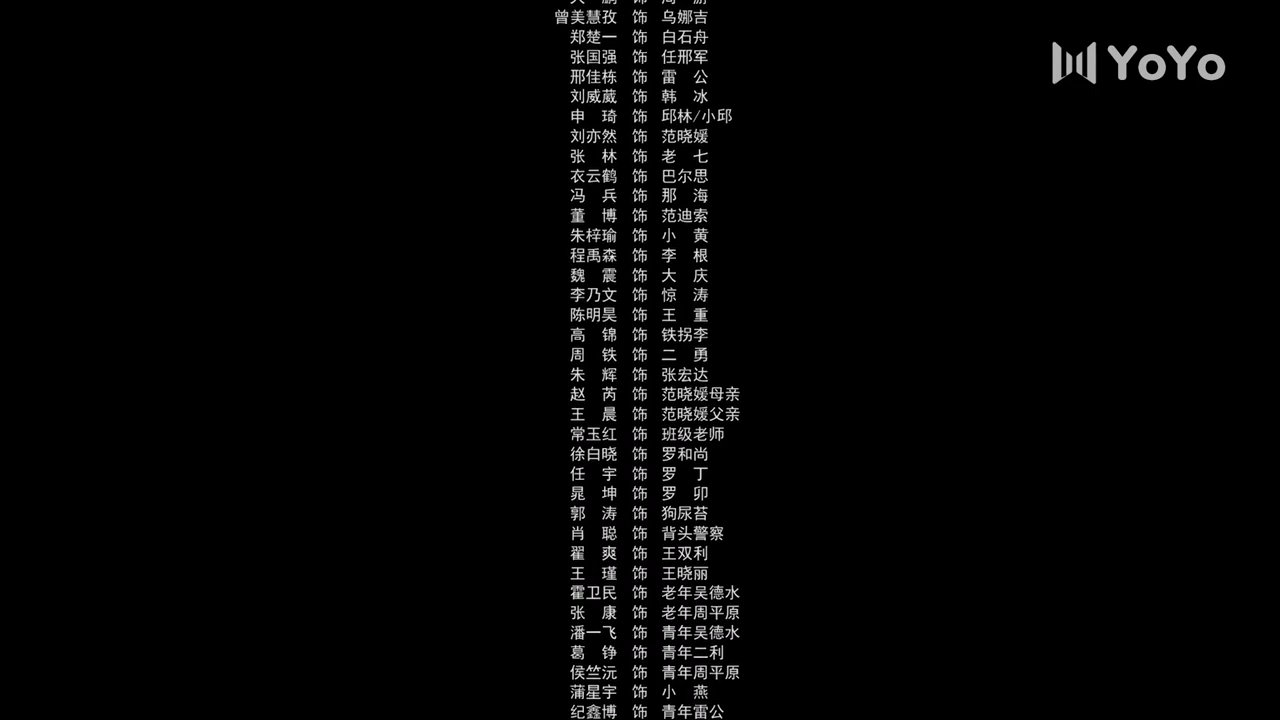 曾美慧孜 饰 乌娜吉
郑楚一 饰 白石舟
张国强 饰 任邢军
邢佳栋 饰 雷 公
刘威葳 饰 韩 冰
申 琦 饰 邱林/小邱
刘亦然 饰 范晓媛
张 林 饰 老 七
衣云鹤 饰 巴尔思
冯 兵 饰 那 海
董 博 饰 范迪索
朱梓瑜 饰 小 黄
程禹森 饰 李 根
魏 震 饰 大 庆
李乃文 饰 惊 涛
陈明昊 饰 王 重
高 锦 饰 铁拐李
周 铁 饰 二 勇
朱 辉 饰 张宏达
赵 芮 饰 范晓媛母亲
王 晨 饰 范晓媛父亲
常玉红 饰 班级老师
徐白晓 饰 罗和尚
任 宇 饰 罗 丁
晁 坤 饰 罗 卯
郭 涛 饰 狗尿苔
肖 聪 饰 背头警察
翟 爽 饰 王双利
王 瑾 饰 王晓丽
霍卫民 饰 老年吴德水
张 康 饰 老年周平原
潘一飞 饰 青年吴德水
葛 铮 饰 青年二利
侯竺沅 饰 青年周平原
蒲星宇 饰 小 燕
纪鑫博 饰 青年雷公
YoYo